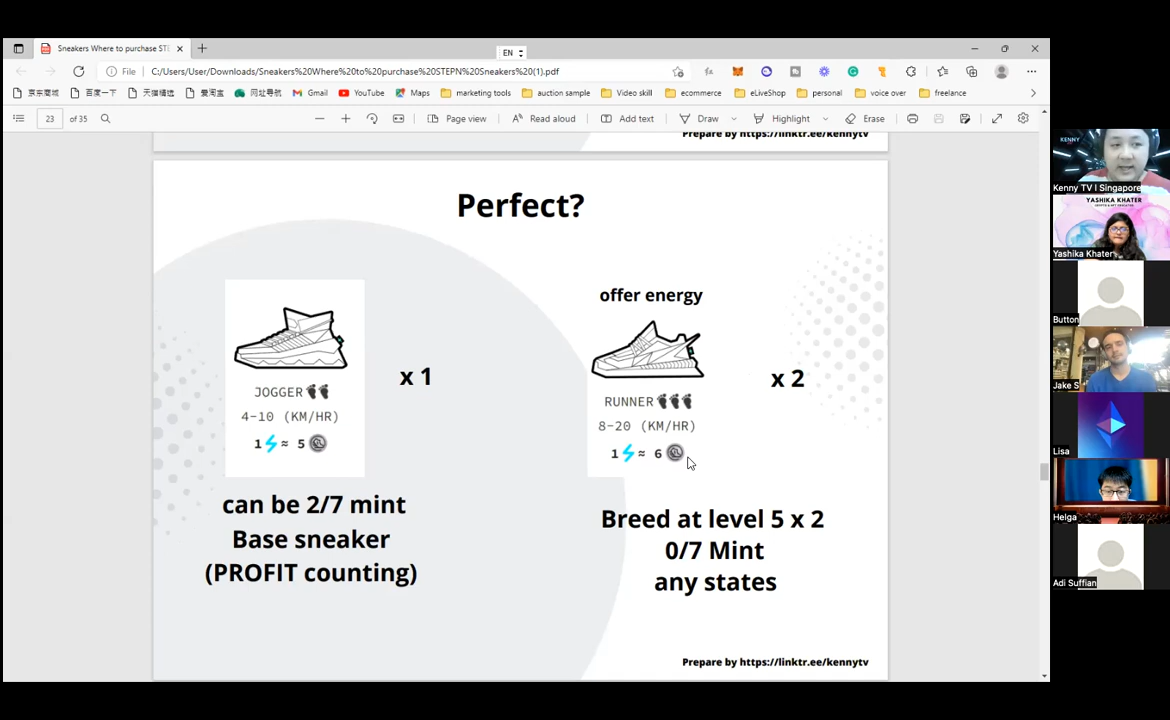 Sneakers Where to purchase STE
EN
File
C:/Users/User/Downloads/Sneakers%20Where%20to%20purchase%20STEPN%20Sneakers%20(1).pdf
京东商城
百度一下
天猫精选
爱淘宝
网址导航
Gmail
YouTube
Maps
marketing tools
auction sample
Video skill
ecommerce
eLiveShop
personal
voice over
freelance
23 of 35
Page view
Read aloud
Add text
Draw
Highlight
Erase
Prepare by https://linktr.ee/kennytv
Perfect?
JOGGER
4-10 (KM/HR)
1 ≈ 5
x 1
can be 2/7 mint
Base sneaker
(PROFIT counting)
offer energy
RUNNER
8-20 (KM/HR)
1 ≈ 6
x 2
Breed at level 5 x 2
0/7 Mint
any states
Prepare by https://linktr.ee/kennytv
KENNY
Kenny TV I Singapore
YASHIKA KHATER
Yashika Khater
Button
Jake S
Lisa
Helga
Adi Suffian